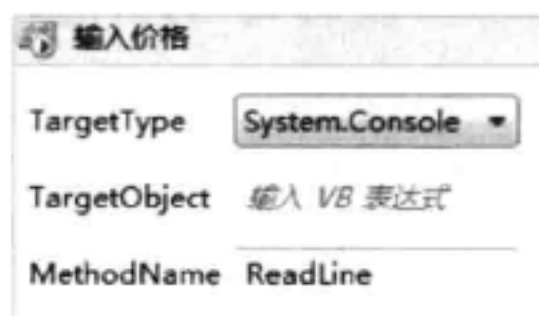 输入价格
TargetType System.Console
TargetObject 输入 VB 表达式
MethodName ReadLine